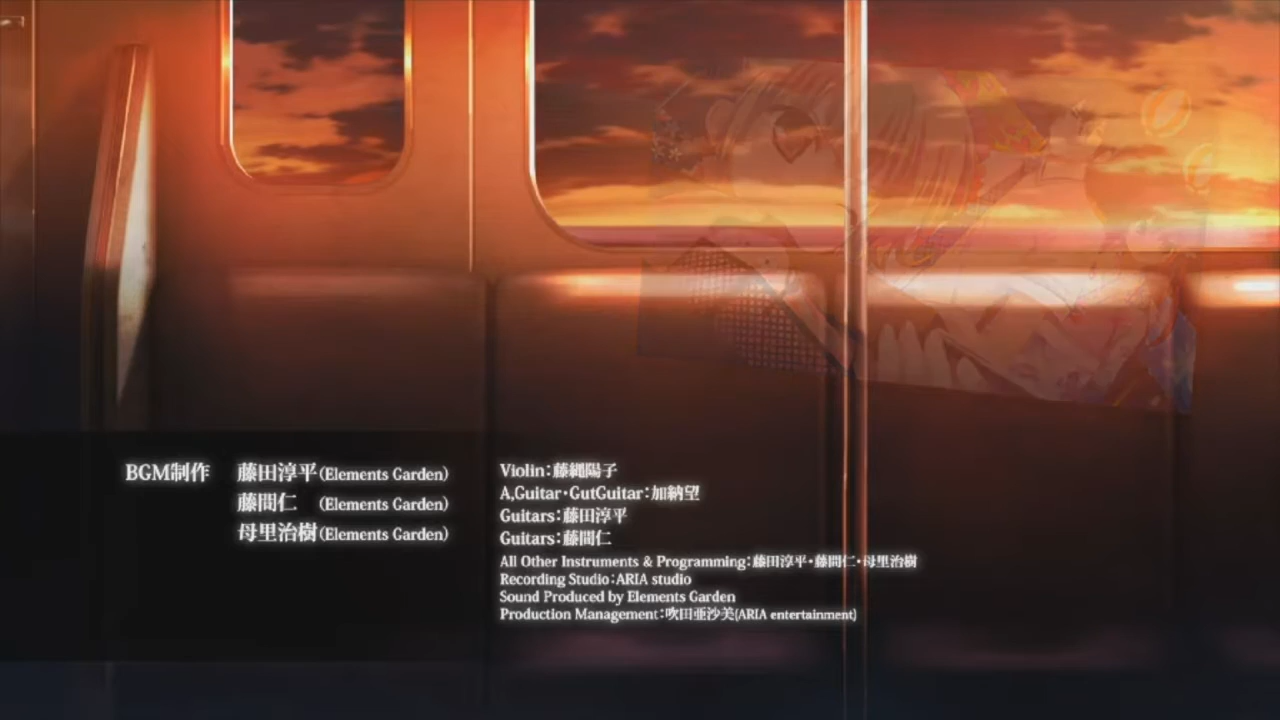 BGM制作 藤田淳平(Elements Garden)
藤間仁 (Elements Garden)
母里治樹(Elements Garden)
Violin:藤縄陽子
A,Guitar・GutGuitar:加納望
Guitars:藤田淳平
Guitars:藤間仁
All Other Instruments & Programming:藤田淳平・藤間仁・母里治樹
Recording Studio:ARIA studio
Sound Produced by Elements Garden
Production Management:吹田亜沙美(ARIA entertainment)